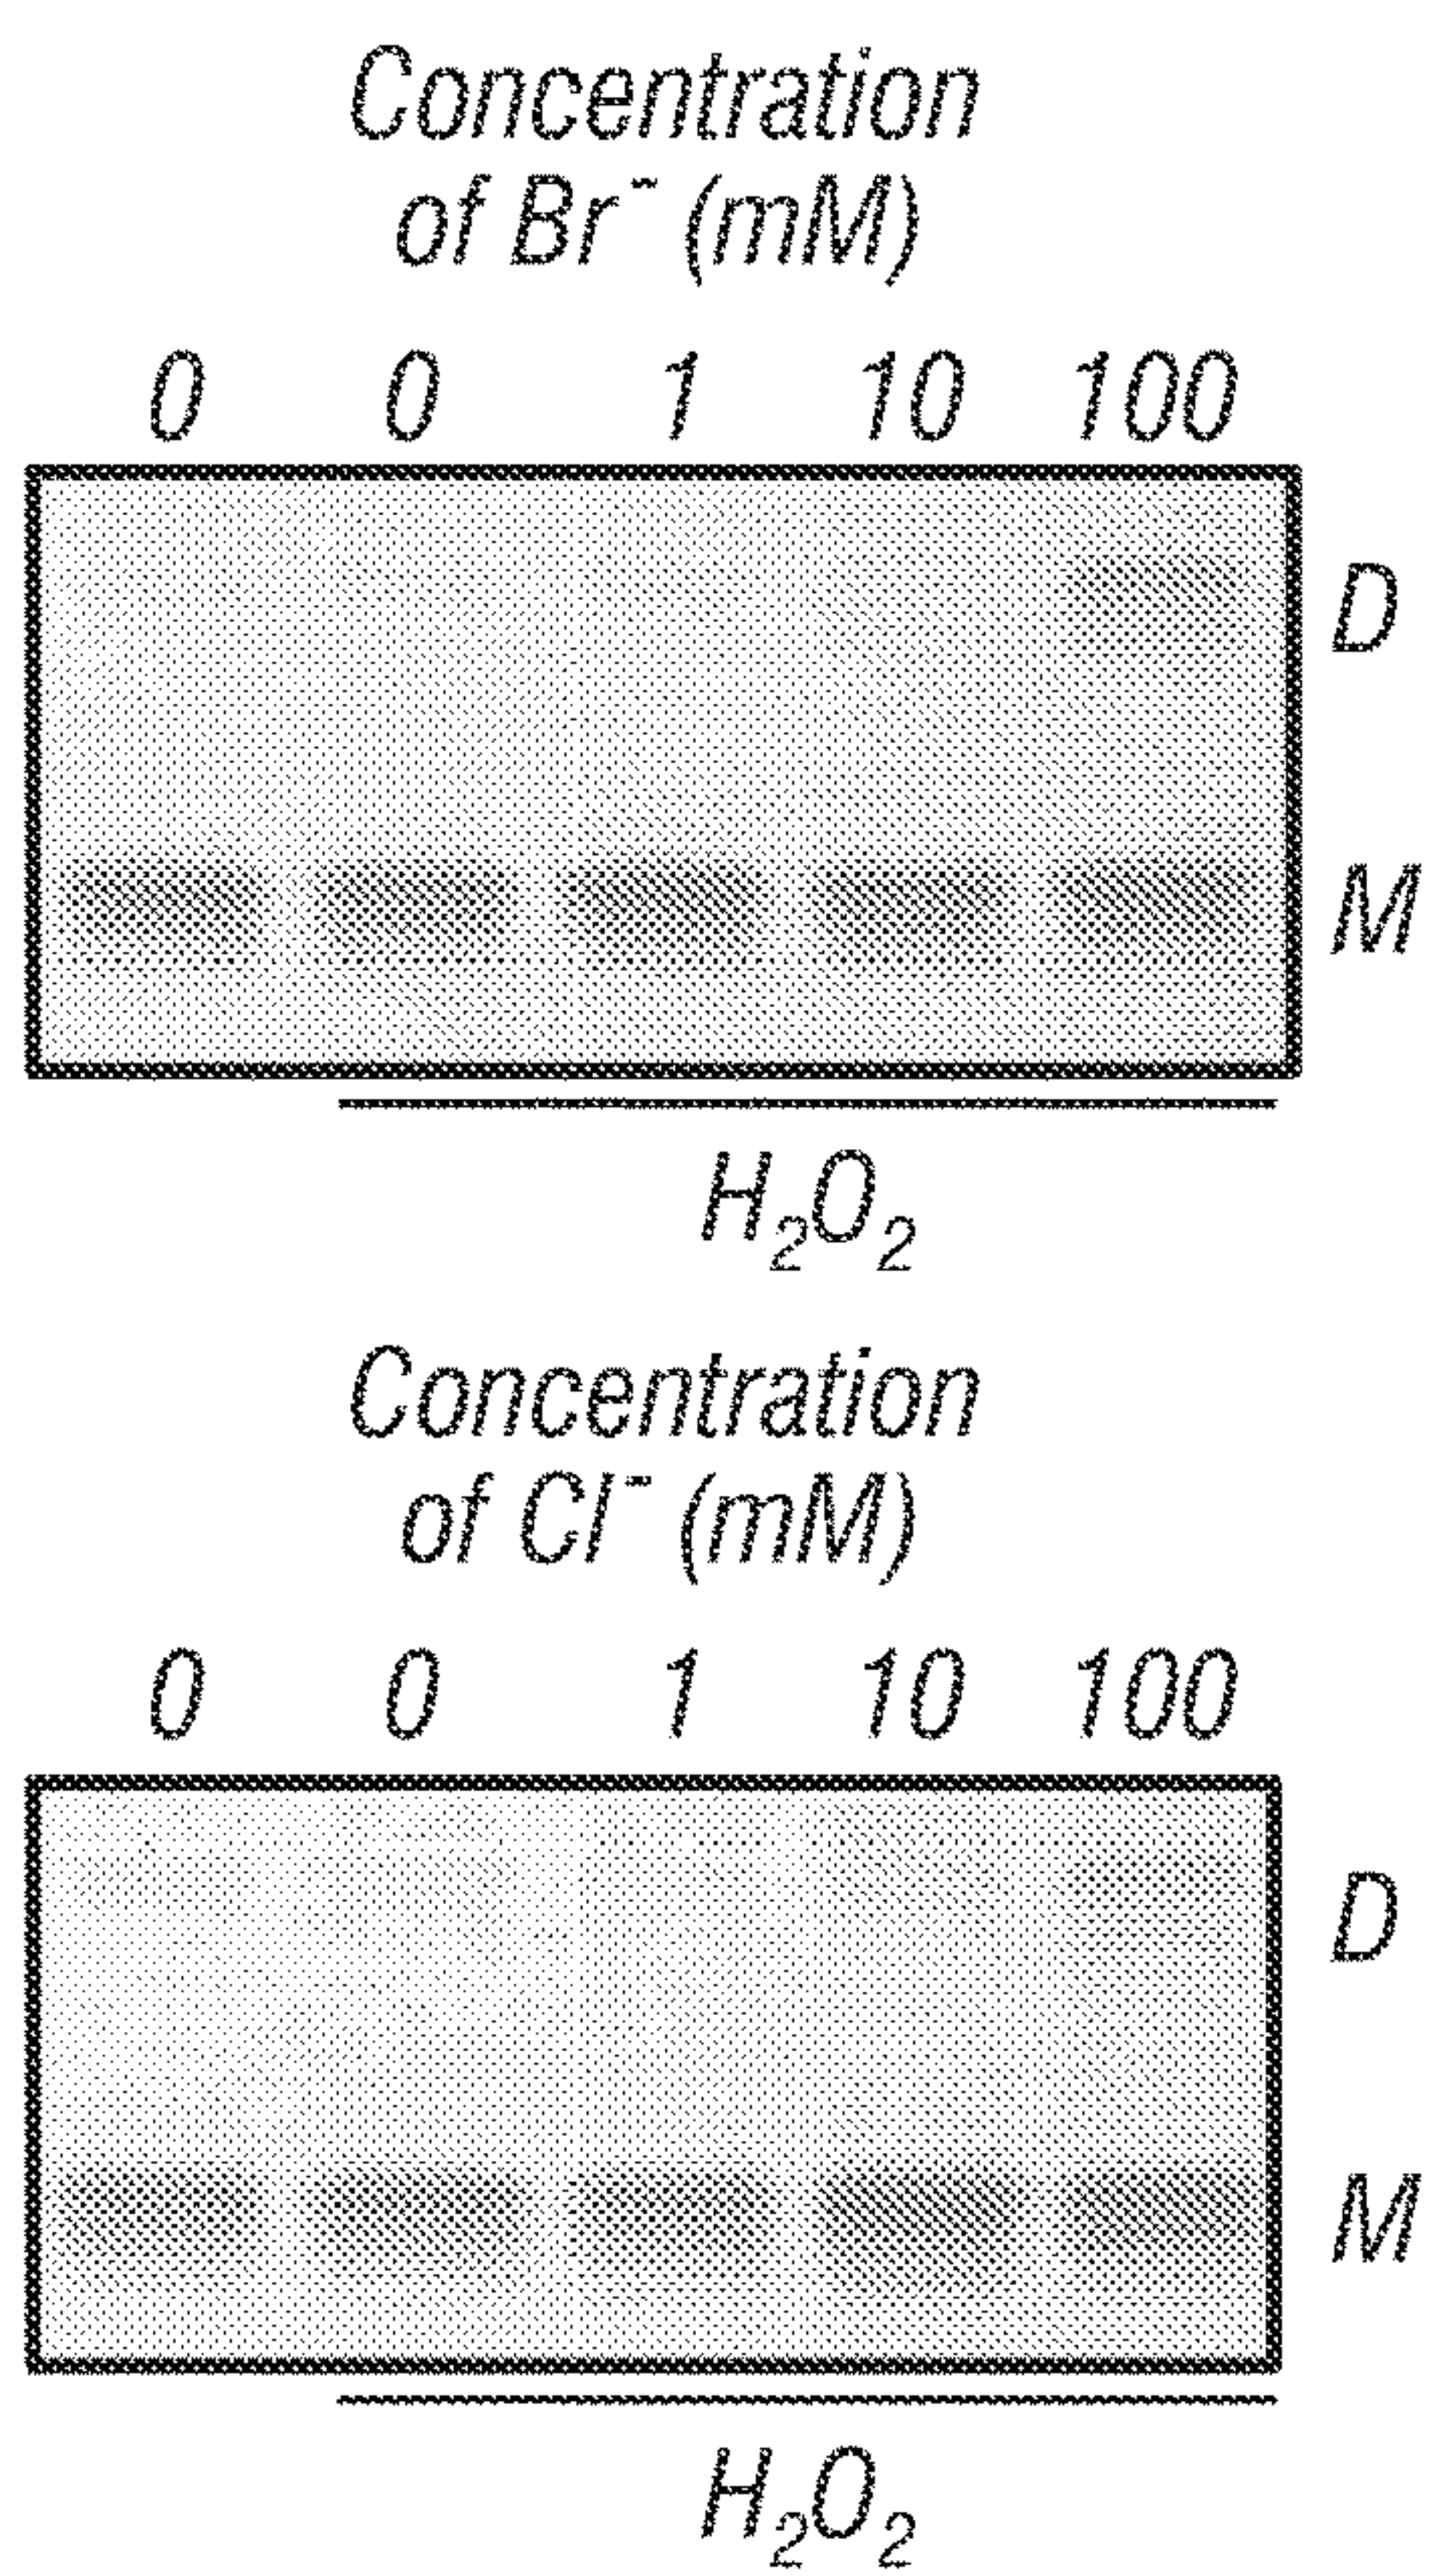 Concentration
of Br⁻ (mM)
0 0 1 10 100
D
M
H₂O₂
Concentration
of Cl⁻ (mM)
0 0 1 10 100
D
M
H₂O₂